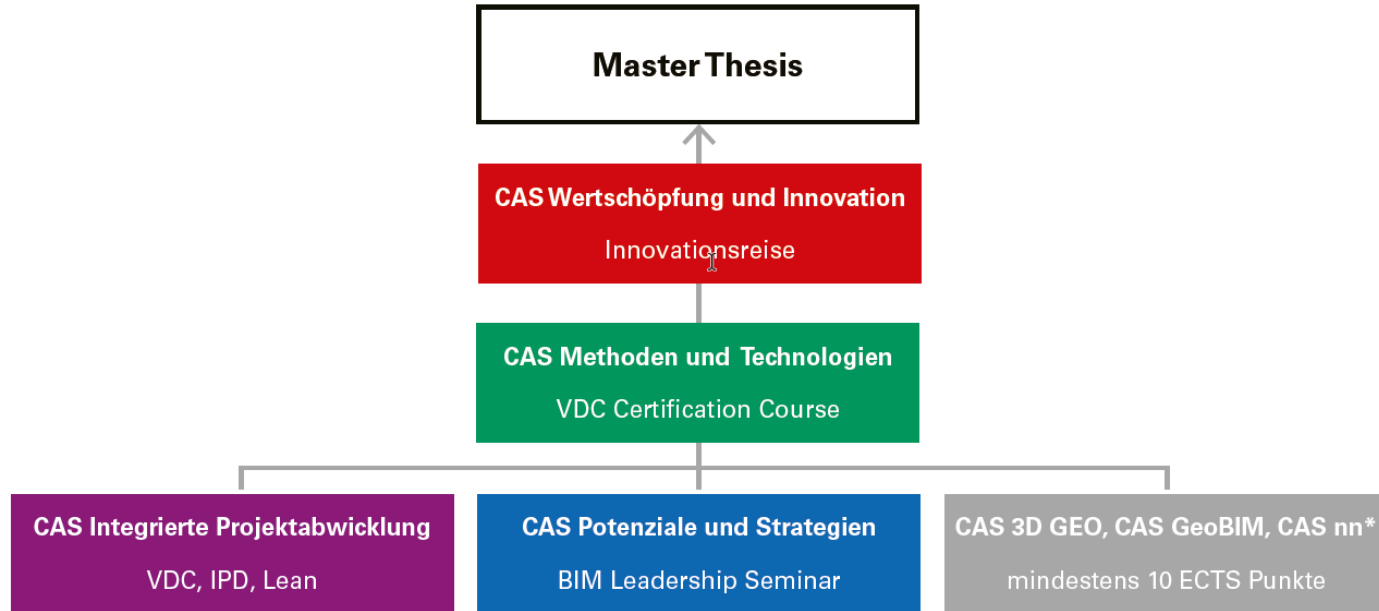 Master Thesis
CAS Wertschöpfung und Innovation
Innovationsreise
CAS Methoden und Technologien
VDC Certification Course
CAS Integrierte Projektabwicklung
VDC, IPD, Lean
CAS Potenziale und Strategien
BIM Leadership Seminar
CAS 3D GEO, CAS GeoBIM, CAS nn*
mindestens 10 ECTS Punkte